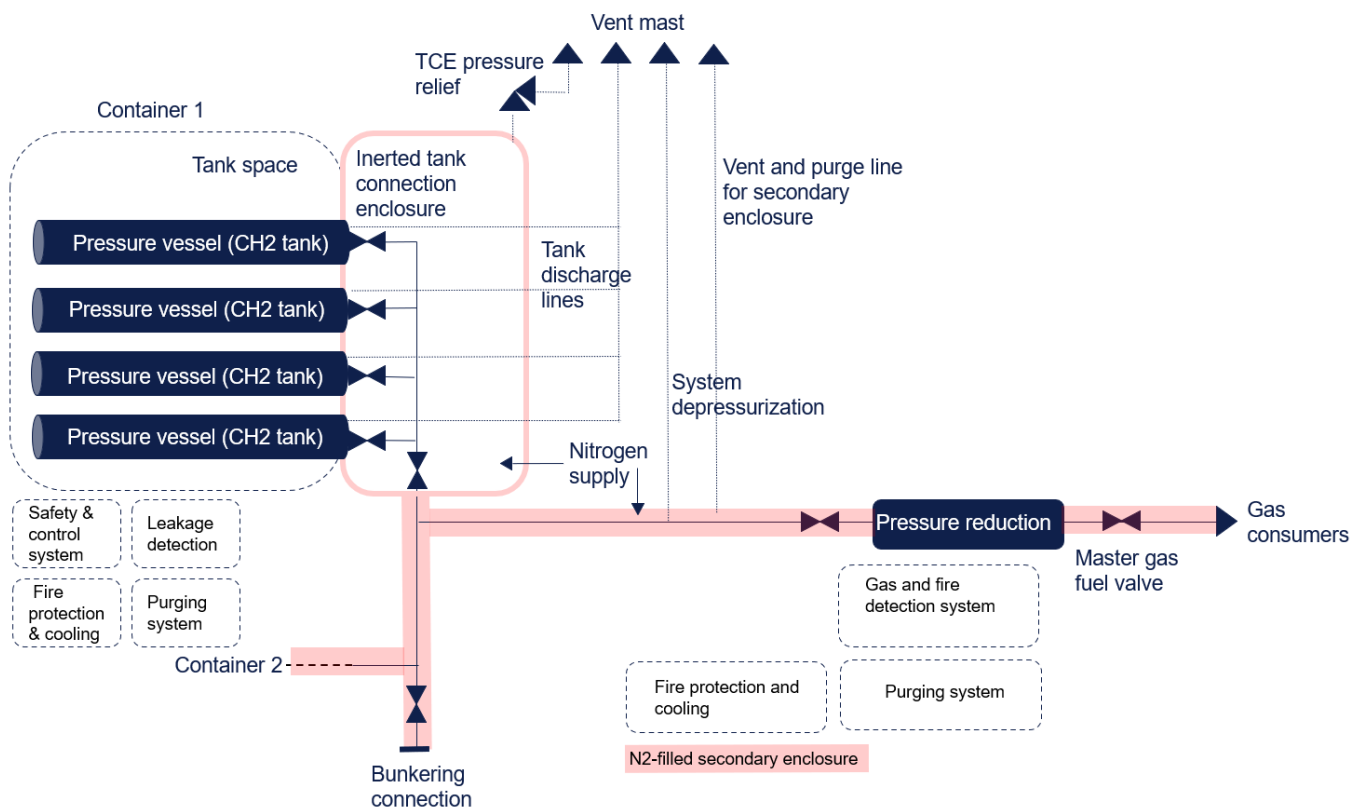 Vent mast
TCE pressure
relief
Container 1
Tank space
Inerted tank
connection
enclosure
Vent and purge line
for secondary
enclosure
Pressure vessel (CH2 tank)
Pressure vessel (CH2 tank)
Pressure vessel (CH2 tank)
Pressure vessel (CH2 tank)
Tank
discharge
lines
System
depressurization
Nitrogen
supply
Safety &
control
system
Leakage
detection
Fire
protection
& cooling
Purging
system
Pressure reduction
Gas
consumers
Master gas
fuel valve
Gas and fire
detection system
Container 2
Fire protection and
cooling
Purging system
N2-filled secondary enclosure
Bunkering
connection